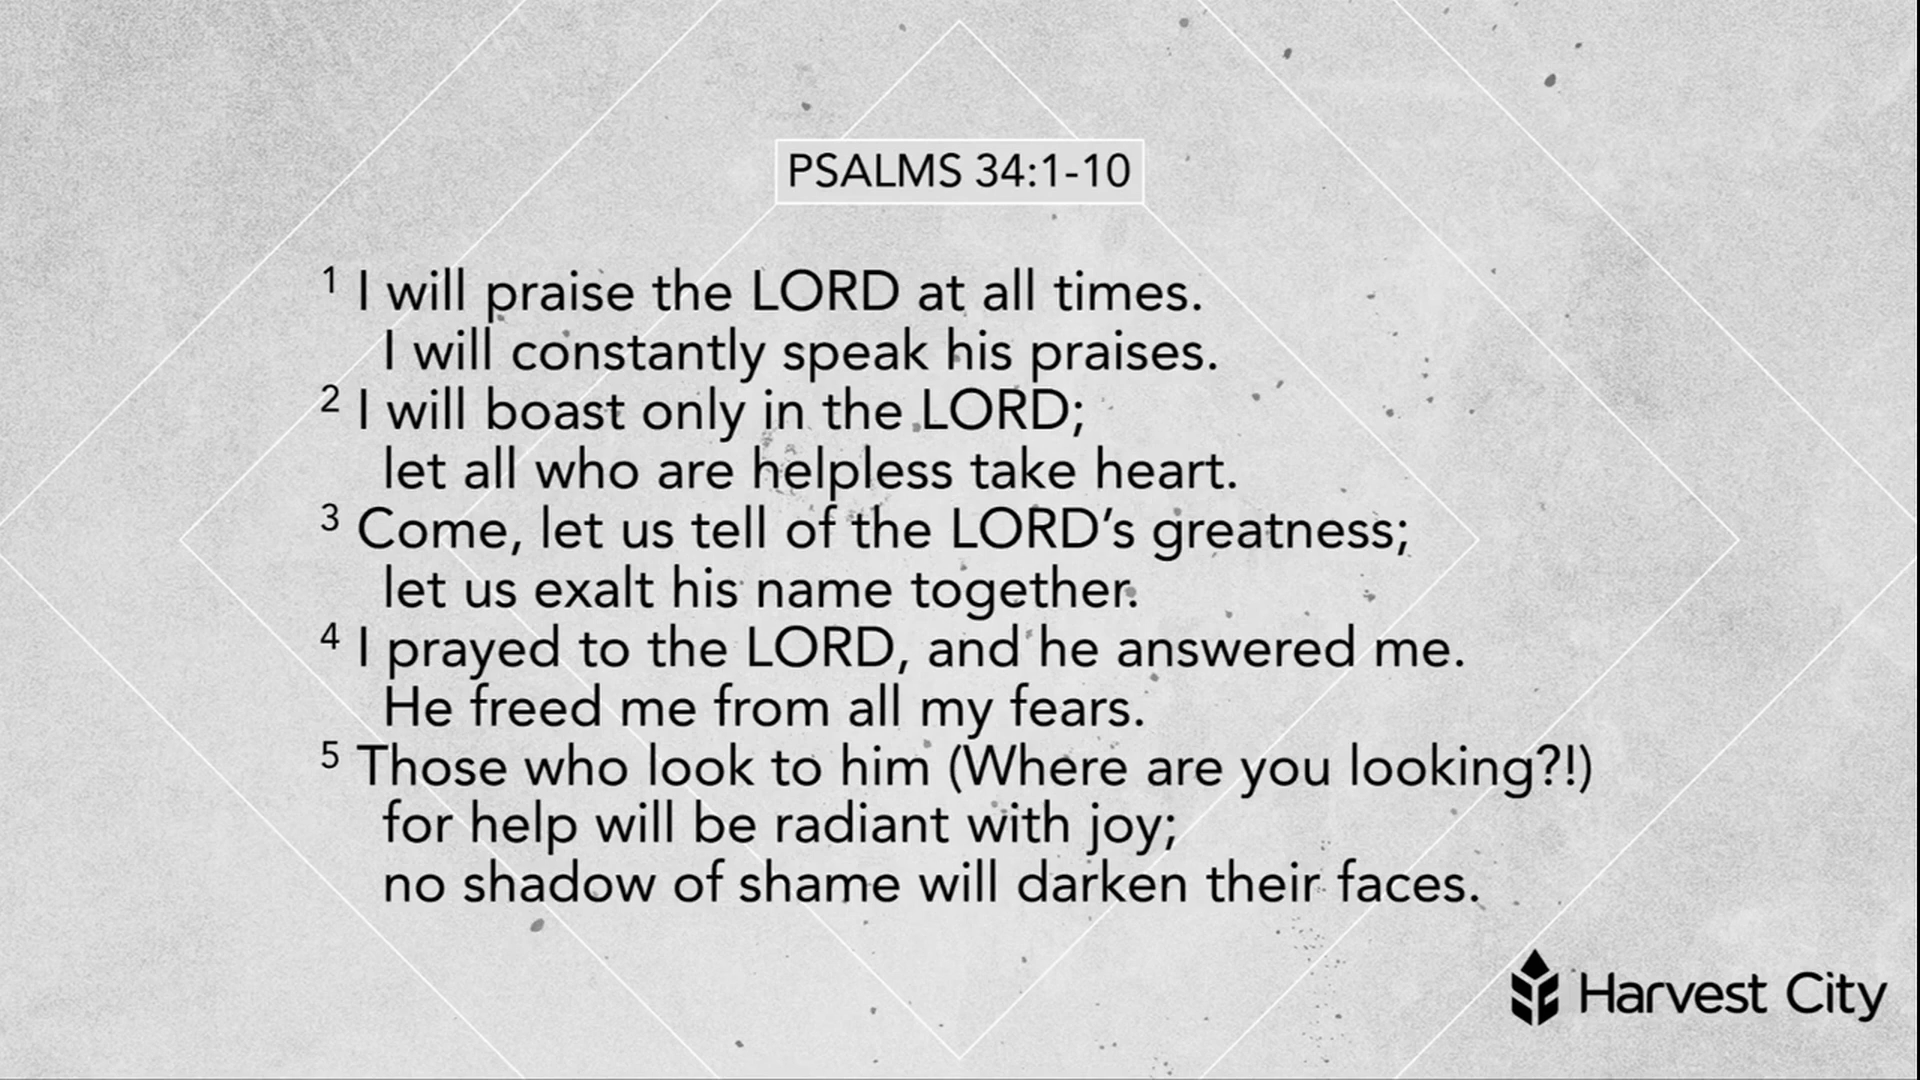 PSALMS 34:1-10
1 I will praise the LORD at all times.
I will constantly speak his praises.
2 I will boast only in the LORD;
let all who are helpless take heart.
3 Come, let us tell of the LORD’s greatness;
let us exalt his name together.
4 I prayed to the LORD, and he answered me.
He freed me from all my fears.
5 Those who look to him (Where are you looking?!)
for help will be radiant with joy;
no shadow of shame will darken their faces.
Harvest City